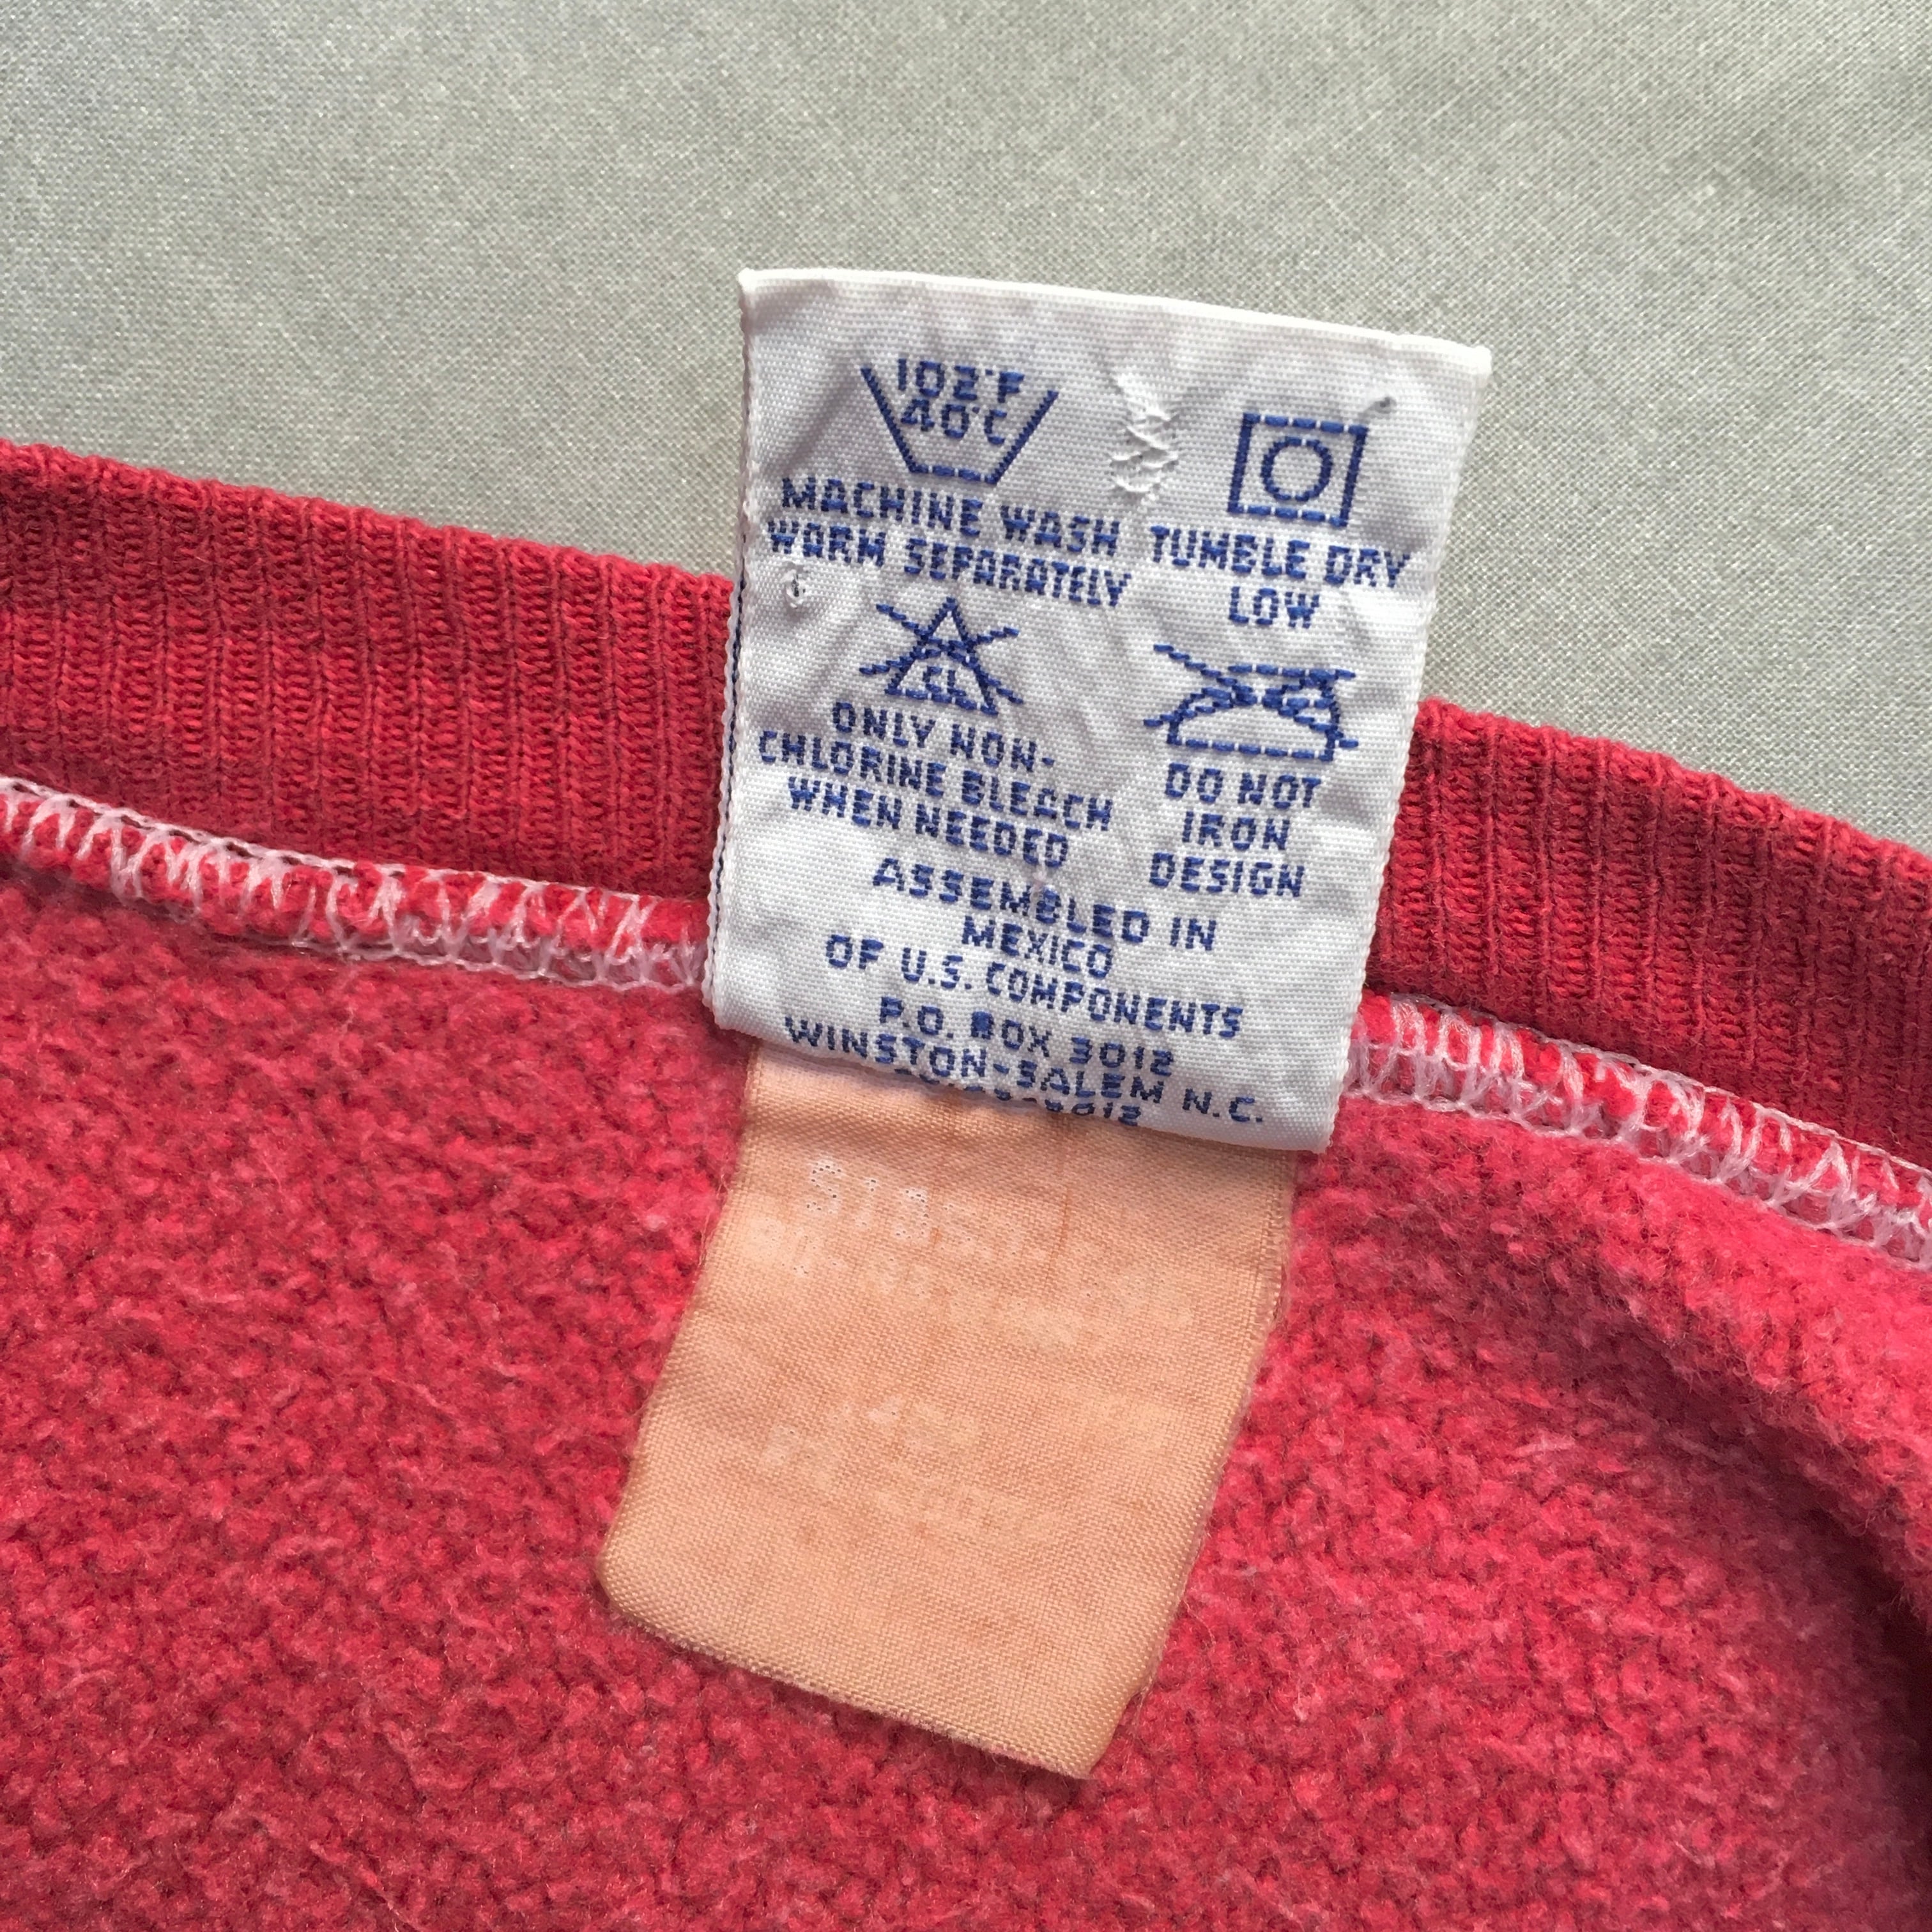 102°F
40°C
MACHINE WASH
WARM SEPARATELY
TUMBLE DRY
LOW
CL
ONLY NON-
CHLORINE BLEACH
WHEN NEEDED
DO NOT
IRON
DESIGN
ASSEMBLED IN
MEXICO
OF U.S. COMPONENTS
P.O. BOX 3012
WINSTON-SALEM N.C.